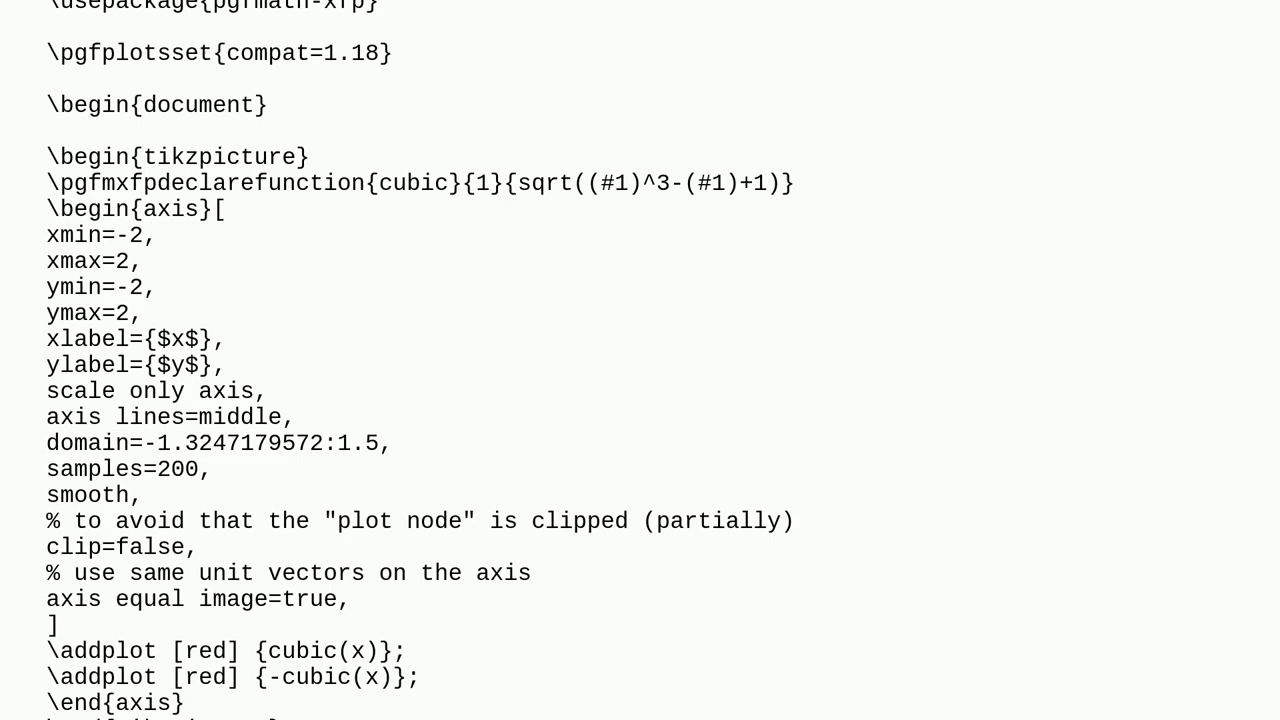 \usepackage{pgfmath-xfp}
\pgfplotsset{compat=1.18}
\begin{document}
\begin{tikzpicture}
\pgfmxfpdeclarefunction{cubic}{1}{sqrt((#1)^3-(#1)+1)}
\begin{axis}[
xmin=-2,
xmax=2,
ymin=-2,
ymax=2,
xlabel={$x$},
ylabel={$y$},
scale only axis,
axis lines=middle,
domain=-1.3247179572:1.5,
samples=200,
smooth,
% to avoid that the "plot node" is clipped (partially)
clip=false,
% use same unit vectors on the axis
axis equal image=true,
]
\addplot [red] {cubic(x)};
\addplot [red] {-cubic(x)};
\end{axis}